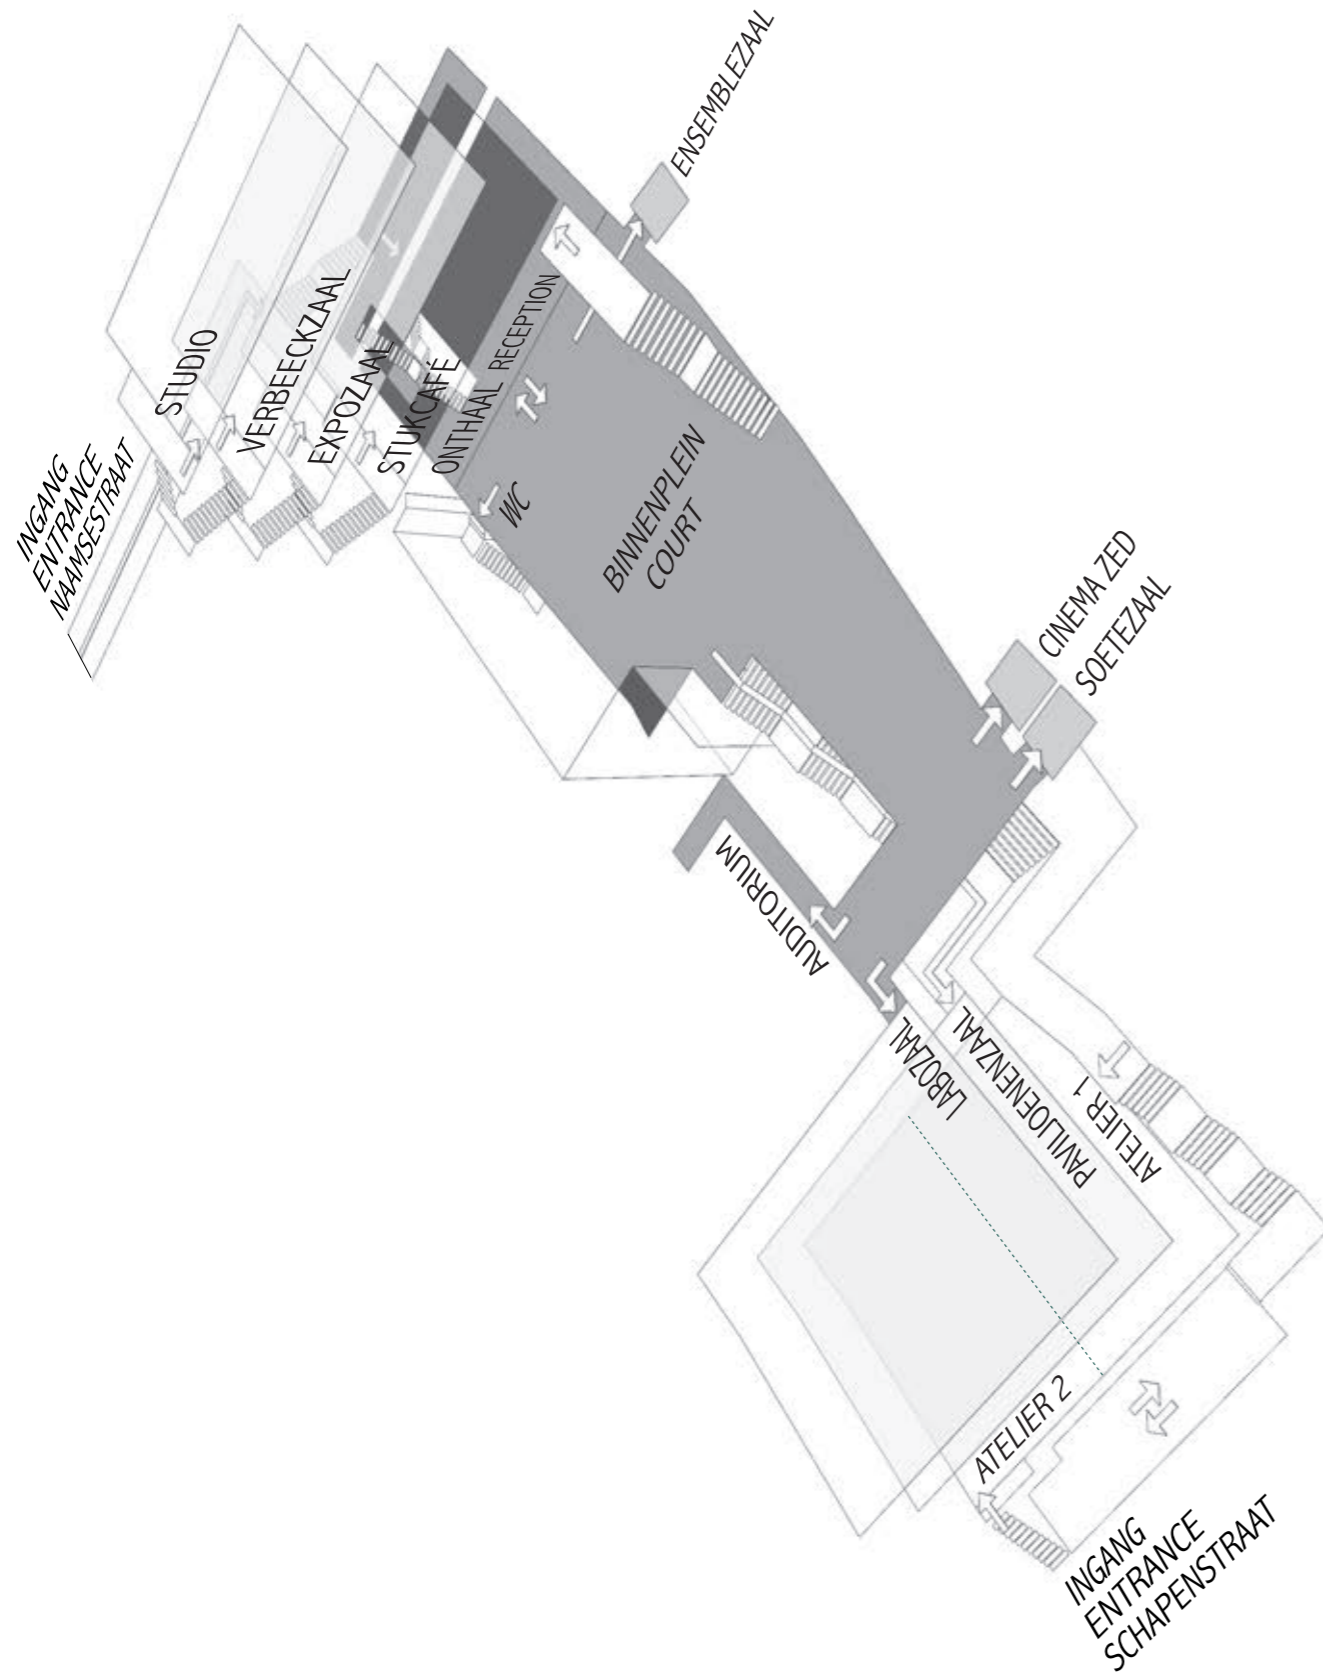 ENSEMBLEZAAL
STUDIO
VERBEECKZAAL
EXPOZAAL
STUKCAFÉ
ONTHAAL RECEPTION
INGANG
ENTRANCE
NAAMSESTRAAT
WC
BINNENPLEIN
COURT
CINEMA ZED
SOETEZAAL
AUDITORIUM
LABOZAAL
PAVILJOENENZAAL
ATELIER 1
ATELIER 2
INGANG
ENTRANCE
SCHAPENSTRAAT